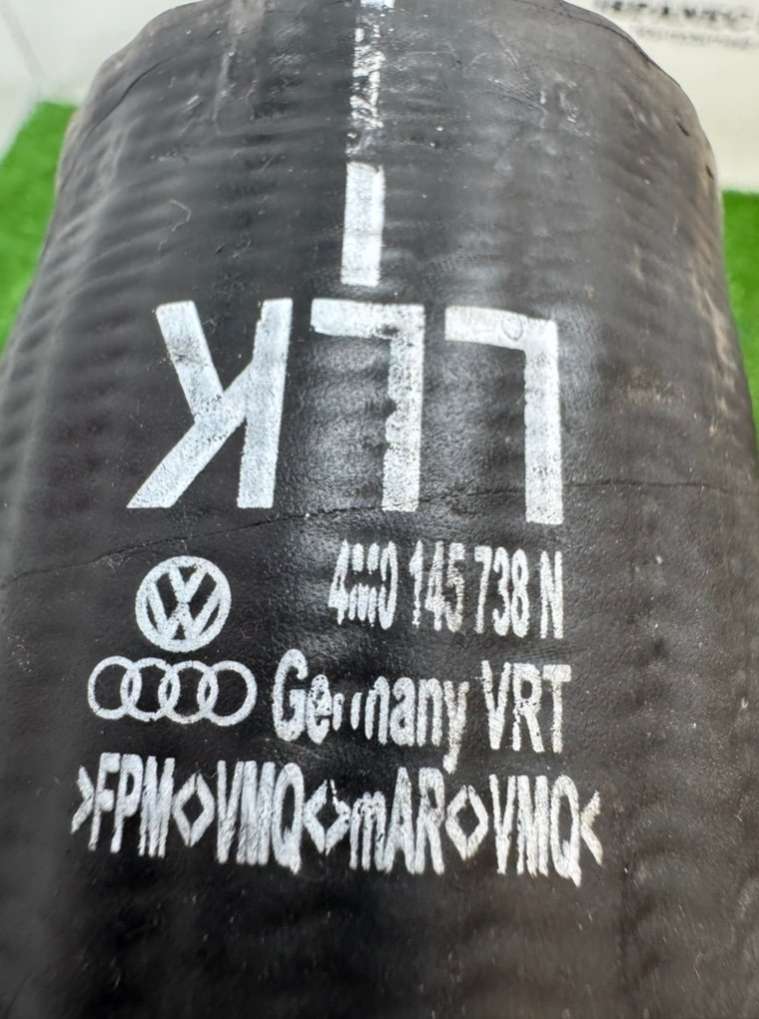 LLK
4M0 145 738 N
Germany VRT
>FPM<>VMQ<>mAR<>VMQ<